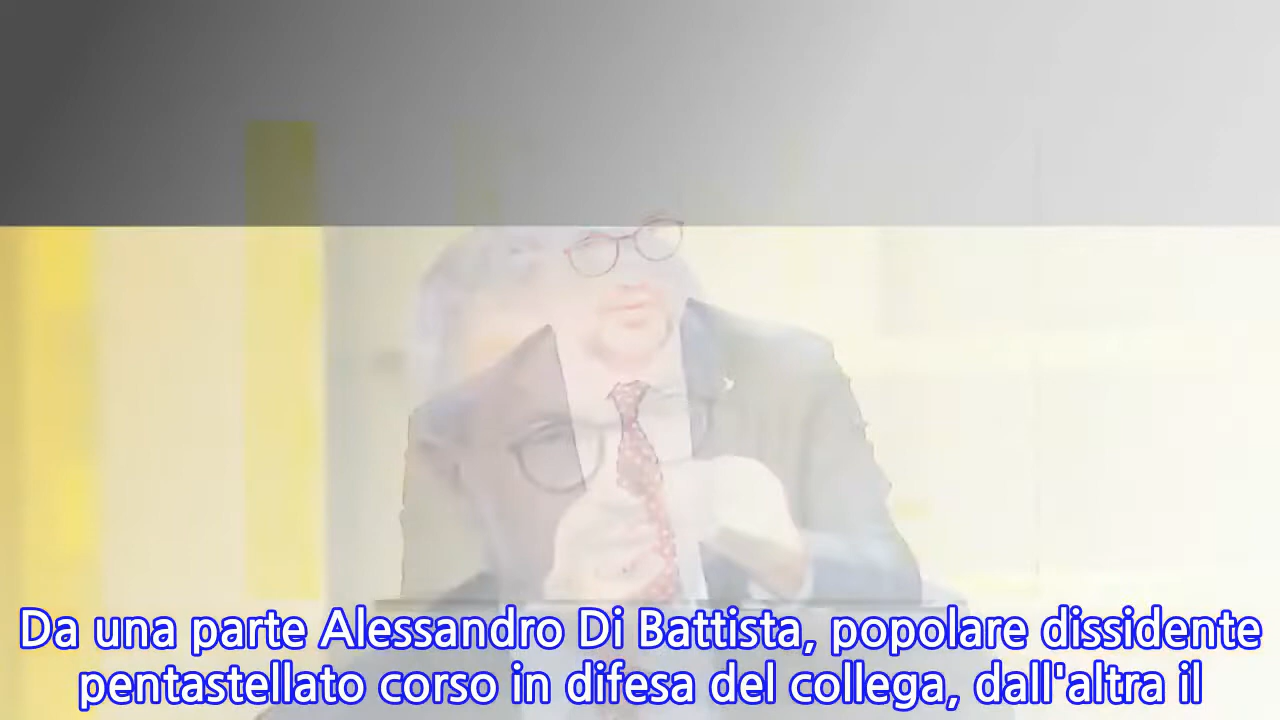 Da una parte Alessandro Di Battista, popolare dissidente
pentastellato corso in difesa del collega, dall'altra il